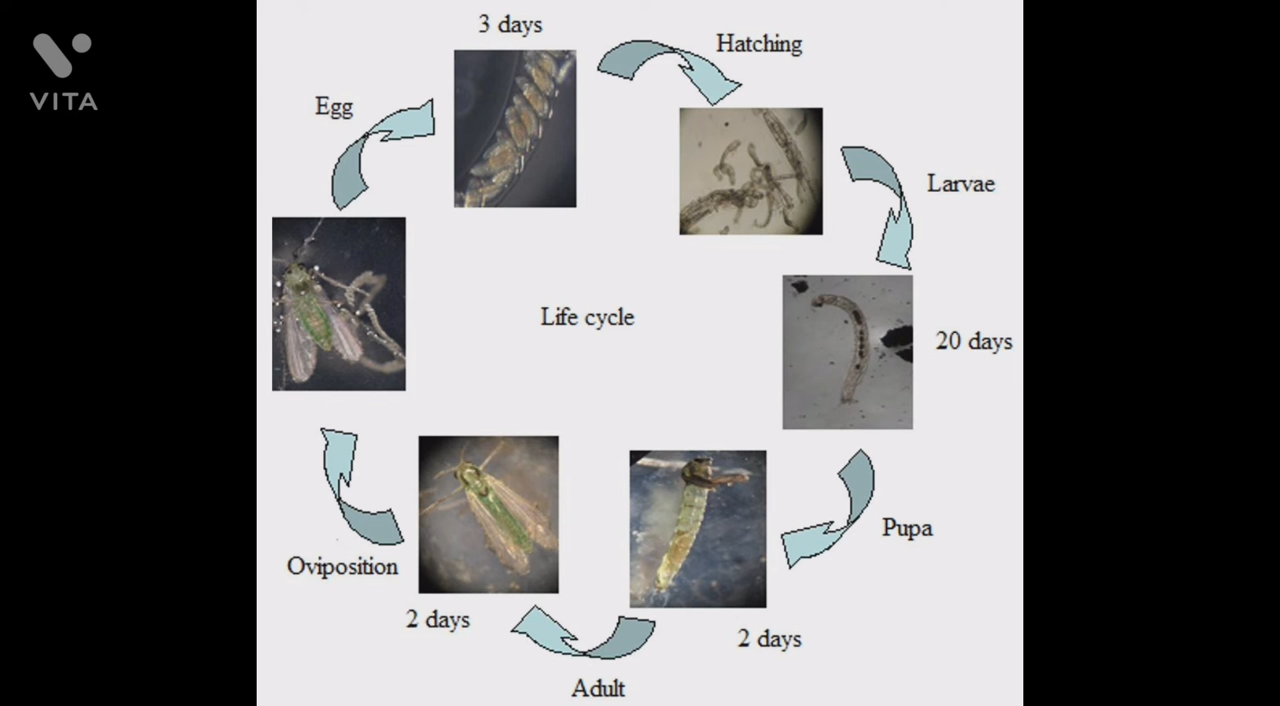 VITA
3 days
Hatching
Egg
Larvae
Life cycle
20 days
Pupa
Oviposition
2 days
2 days
Adult